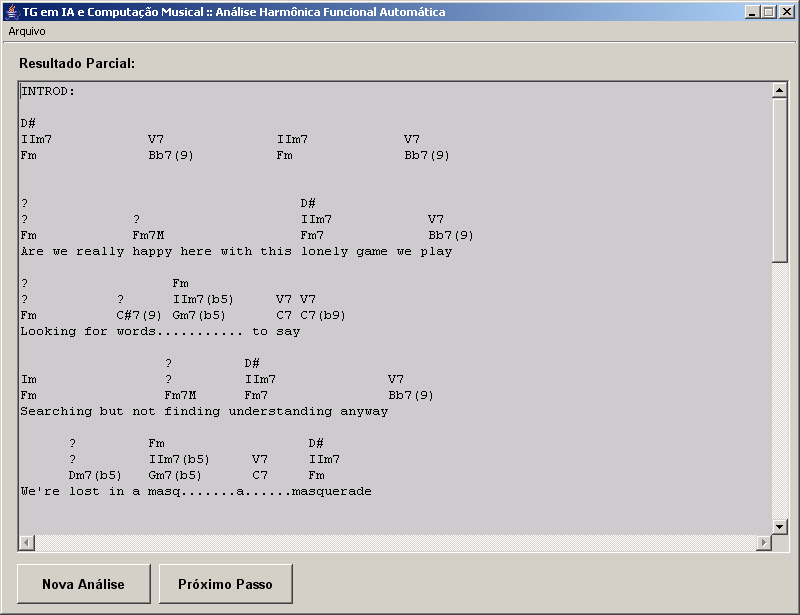 TG em IA e Computação Musical :: Análise Harmônica Funcional Automática
Arquivo
Resultado Parcial:
INTROD:
D#
IIm7 V7 IIm7 V7
Fm Bb7(9) Fm Bb7(9)
? D#
? ? IIm7 V7
Fm Fm7M Fm7 Bb7(9)
Are we really happy here with this lonely game we play
? Fm
? ? IIm7(b5) V7 V7
Fm C#7(9) Gm7(b5) C7 C7(b9)
Looking for words........... to say
? D#
Im ? IIm7 V7
Fm Fm7M Fm7 Bb7(9)
Searching but not finding understanding anyway
? Fm D#
? IIm7(b5) V7 IIm7
Dm7(b5) Gm7(b5) C7 Fm
We're lost in a masq.......a......masquerade
Nova Análise Próximo Passo